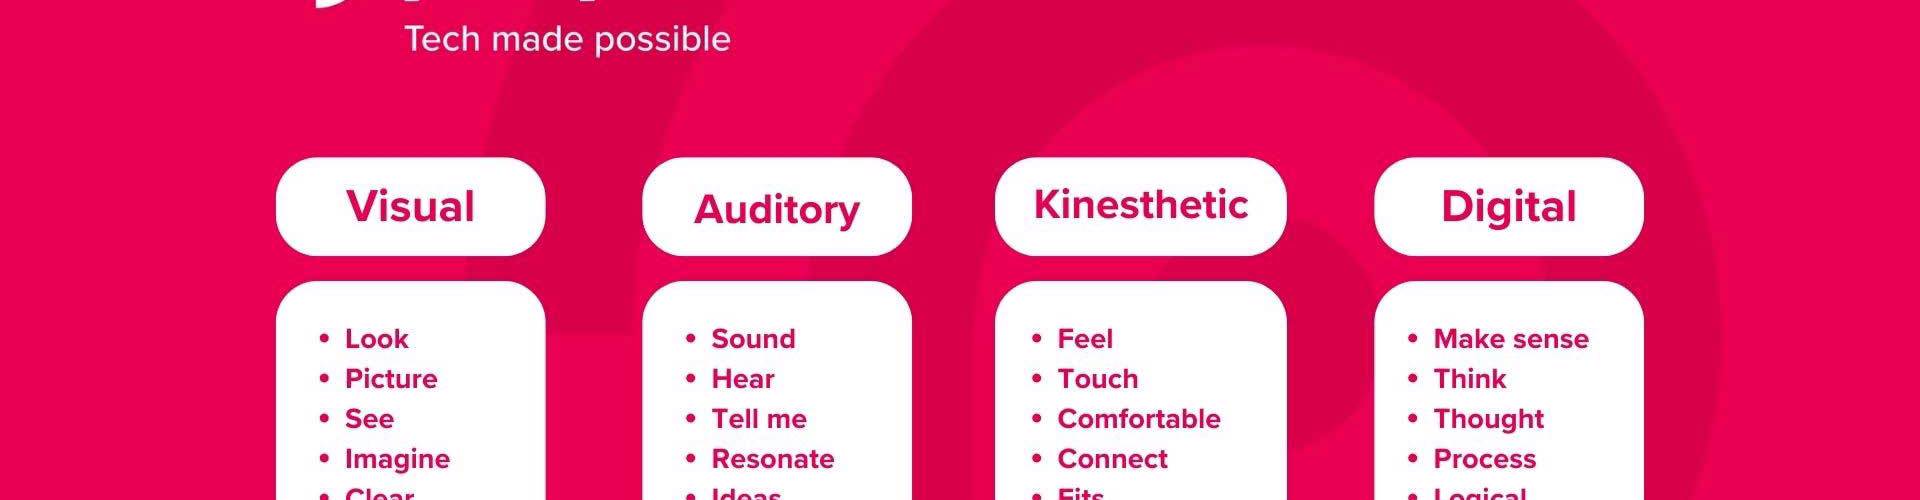 Tech made possible
Visual
Auditory
Kinesthetic
Digital
• Look
• Picture
• See
• Imagine
• Clear
• Sound
• Hear
• Tell me
• Resonate
• Ideas
• Feel
• Touch
• Comfortable
• Connect
• Fits
• Make sense
• Think
• Thought
• Process
• Logical